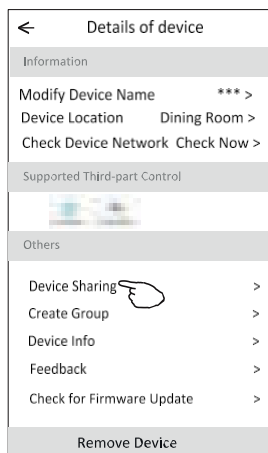 ← Details of device
Information
Modify Device Name *** >
Device Location Dining Room >
Check Device Network Check Now >
Supported Third-part Control
Others
Device Sharing >
Create Group >
Device Info >
Feedback >
Check for Firmware Update >
Remove Device